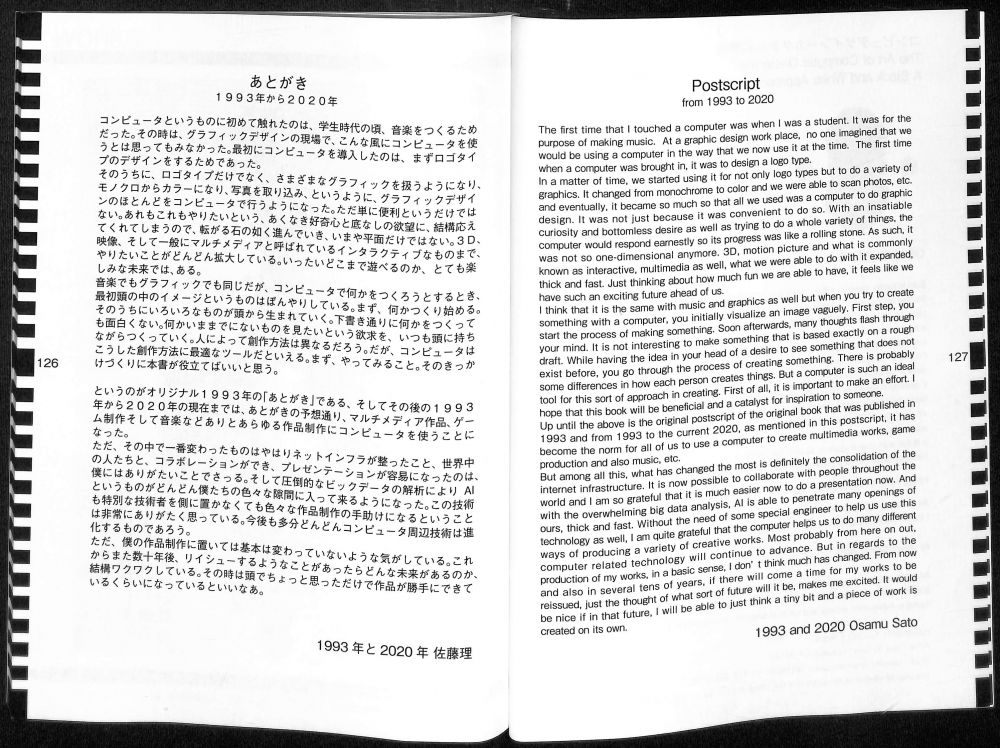 あとがき
1993年から2020年
コンピュータというものに初めて触れたのは、学生時代の頃、音楽をつくるため
だった。その時は、グラフィックデザインの現場で、こんな風にコンピュータを使
うとは思ってもみなかった。最初にコンピュータを導入したのは、まずロゴタイ
プのデザインをするためであった。
そのうちに、ロゴタイプだけでなく、さまざまなグラフィックを扱うようになり、
モノクロからカラーになり、写真を取り込み、というように、グラフィックデザイ
ンのほとんどをコンピュータで行うようになった。ただ単に便利というだけでは
ない。あれもこれもやりたいという、あくなき好奇心と底なしの欲望に、結構応え
てくれてしまうので、転がる石の如く進んでいき、いまや平面だけではない。3D、
映像、そして一般にマルチメディアと呼ばれているインタラクティブなものまで、
やりたいことがどんどん拡大している。いったいどこまで遊べるのか、とても楽
しみな未来では、ある。
音楽でもグラフィックでも同じだが、コンピュータで何かをつくろうとするとき、
最初頭の中のイメージというものはぼんやりしている。まず、何かつくり始める。
そのうちにいろいろなものが頭から生まれていく。下書き通りに何かをつくって
も面白くない。何かいままでにないものを見たいという欲求を、いつも頭に持ち
ながらつくっていく。人によって創作方法は異なるだろう。だが、コンピュータは
こうした創作方法に最適なツールだといえる。まず、やってみること。そのきっか
けづくりに本書が役立てばいいと思う。
というのがオリジナル1993年の「あとがき」である、そしてその後の1993
年から2020年の現在までは、あとがきの予想通り、マルチメディア作品、ゲー
ム制作そして音楽などありとあらゆる作品制作にコンピュータを使うことに
なった。
ただ、その中で一番変わったものはやはりネットインフラが整ったこと、世界中
の人たちと、コラボレーションができ、プレゼンテーションが容易になったのは、
僕にはありがたいことでさっる。そして圧倒的なビックデータの解析により AI
というものがどんどん僕たちの色々な隙間に入って来るようになった。この技術
も特別な技術者を側に置かなくても色々な作品制作の手助けになるということ
は非常にありがたく思っている。今後も多分どんどんコンピュータ周辺技術は進
化するものであろう。
ただ、僕の作品制作に置いては基本は変わっていないような気がしている。これ
からまた数十年後、リイシューするようなことがあったらどんな未来があるのか、
結構ワクワクしている。その時は頭でちょっと思っただけで作品が勝手にできて
いるくらいになっているといいなあ。
1993年と2020年 佐藤理
126
Postscript
from 1993 to 2020
The first time that I touched a computer was when I was a student. It was for the
purpose of making music. At a graphic design work place, no one imagined that we
would be using a computer in the way that we now use it at the time. The first time
when a computer was brought in, it was to design a logo type.
In a matter of time, we started using it for not only logo types but to do a variety of
graphics. It changed from monochrome to color and we were able to scan photos, etc.
and eventually, it became so much so that all we used was a computer to do graphic
design. It was not just because it was convenient to do so. With an insatiable
curiosity and bottomless desire as well as trying to do a whole variety of things, the
computer would respond earnestly so its progress was like a rolling stone. As such, it
was not so one-dimensional anymore. 3D, motion picture and what is commonly
known as interactive, multimedia as well, what we were able to do with it expanded,
thick and fast. Just thinking about how much fun we are able to have, it feels like we
have such an exciting future ahead of us.
I think that it is the same with music and graphics as well but when you try to create
something with a computer, you initially visualize an image vaguely. First step, you
start the process of making something. Soon afterwards, many thoughts flash through
your mind. It is not interesting to make something that is based exactly on a rough
draft. While having the idea in your head of a desire to see something that does not
exist before, you go through the process of creating something. There is probably
some differences in how each person creates things. But a computer is such an ideal
tool for this sort of approach in creating. First of all, it is important to make an effort. I
hope that this book will be beneficial and a catalyst for inspiration to someone.
Up until the above is the original postscript of the original book that was published in
1993 and from 1993 to the current 2020, as mentioned in this postscript, it has
become the norm for all of us to use a computer to create multimedia works, game
production and also music, etc.
But among all this, what has changed the most is definitely the consolidation of the
internet infrastructure. It is now possible to collaborate with people throughout the
world and I am so grateful that it is much easier now to do a presentation now. And
with the overwhelming big data analysis, AI is able to penetrate many openings of
ours, thick and fast. Without the need of some special engineer to help us use this
technology as well, I am quite grateful that the computer helps us to do many different
ways of producing a variety of creative works. Most probably from here on out,
computer related technology will continue to advance. But in regards to the
production of my works, in a basic sense, I don' t think much has changed. From now
and also in several tens of years, if there will come a time for my works to be
reissued, just the thought of what sort of future will it be, makes me excited. It would
be nice if in that future, I will be able to just think a tiny bit and a piece of work is
created on its own.
1993 and 2020 Osamu Sato
127